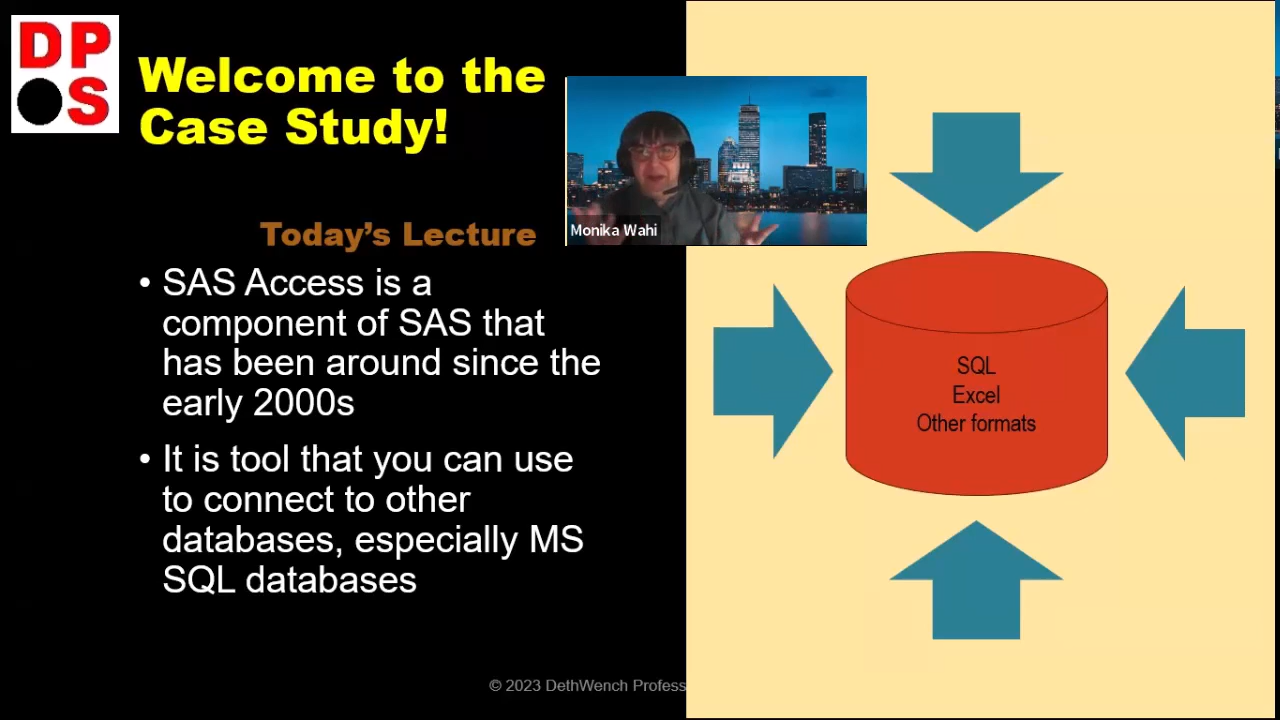 DP
S
Welcome to the
Case Study!
Monika Wahi
Today's Lecture
• SAS Access is a
component of SAS that
has been around since the
early 2000s
• It is tool that you can use
to connect to other
databases, especially MS
SQL databases
SQL
Excel
Other formats
© 2023 DethWench Profess